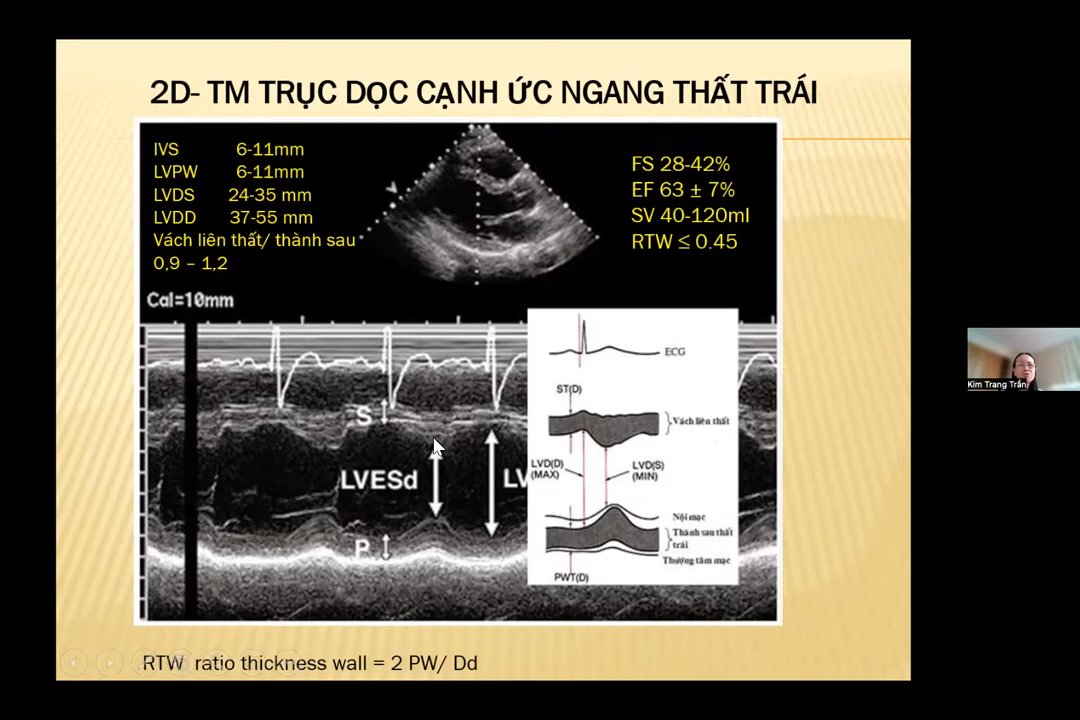 2D- TM TRỤC DỌC CẠNH ỨC NGANG THẤT TRÁI
IVS 6-11mm
LVPW 6-11mm
LVDS 24-35 mm
LVDD 37-55 mm
Vách liên thất/ thành sau
0,9 – 1,2
FS 28-42%
EF 63 ± 7%
SV 40-120ml
RTW ≤ 0.45
Cal=10mm
S
LVESd
LV
P
ECG
ST(D)
Vách liên thất
LVD(D)
(MAX)
LVD(S)
(MIN)
Nội mạc
Thành sau thất
trái
Thượng tâm mạc
PWT(D)
RTW ratio thickness wall = 2 PW/ Dd
Kim Trang Trần